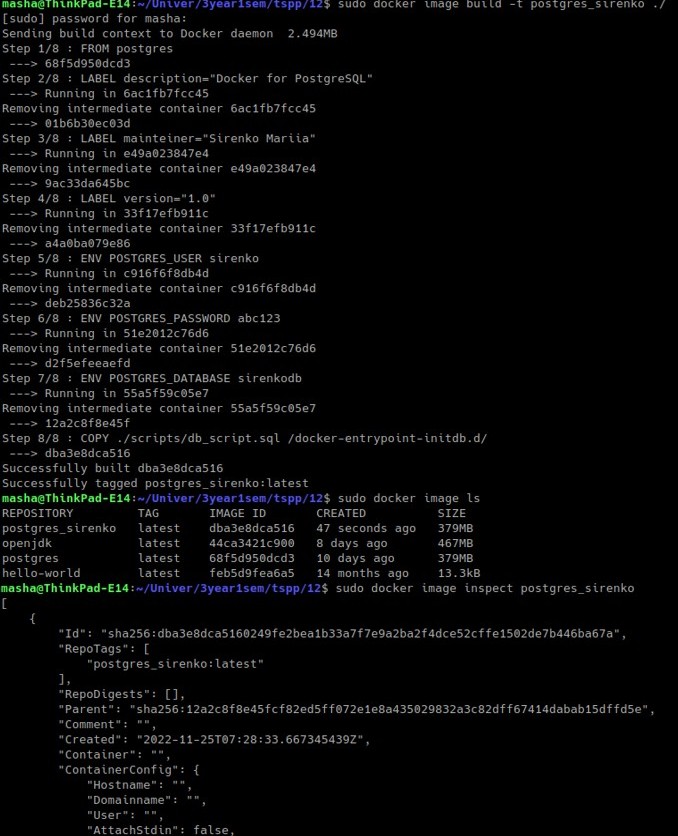 masha@ThinkPad-E14:~/Univer/3year1sem/tspp/12$ sudo docker image build -t postgres_sirenko ./
[sudo] password for masha:
Sending build context to Docker daemon  2.494MB
Step 1/8 : FROM postgres
 ---> 68f5d950dcd3
Step 2/8 : LABEL description="Docker for PostgreSQL"
 ---> Running in 6ac1fb7fcc45
Removing intermediate container 6ac1fb7fcc45
 ---> 01b6b30ec03d
Step 3/8 : LABEL mainteiner="Sirenko Mariia"
 ---> Running in e49a023847e4
Removing intermediate container e49a023847e4
 ---> 9ac33da645bc
Step 4/8 : LABEL version="1.0"
 ---> Running in 33f17efb911c
Removing intermediate container 33f17efb911c
 ---> a4a0ba079e86
Step 5/8 : ENV POSTGRES_USER sirenko
 ---> Running in c916f6f8db4d
Removing intermediate container c916f6f8db4d
 ---> deb25836c32a
Step 6/8 : ENV POSTGRES_PASSWORD abc123
 ---> Running in 51e2012c76d6
Removing intermediate container 51e2012c76d6
 ---> d2f5efeeaefd
Step 7/8 : ENV POSTGRES_DATABASE sirenkodb
 ---> Running in 55a5f59c05e7
Removing intermediate container 55a5f59c05e7
 ---> 12a2c8f8e45f
Step 8/8 : COPY ./scripts/db_script.sql /docker-entrypoint-initdb.d/
 ---> dba3e8dca516
Successfully built dba3e8dca516
Successfully tagged postgres_sirenko:latest
masha@ThinkPad-E14:~/Univer/3year1sem/tspp/12$ sudo docker image ls
REPOSITORY         TAG       IMAGE ID       CREATED          SIZE
postgres_sirenko   latest    dba3e8dca516   47 seconds ago   379MB
openjdk            latest    44ca3421c900   8 days ago       467MB
postgres           latest    68f5d950dcd3   10 days ago      379MB
hello-world        latest    feb5d9fea6a5   14 months ago    13.3kB
masha@ThinkPad-E14:~/Univer/3year1sem/tspp/12$ sudo docker image inspect postgres_sirenko
[
    {
        "Id": "sha256:dba3e8dca5160249fe2bea1b33a7f7e9a2ba2f4dce52cffe1502de7b446ba67a",
        "RepoTags": [
            "postgres_sirenko:latest"
        ],
        "RepoDigests": [],
        "Parent": "sha256:12a2c8f8e45fcf82ed5ff072e1e8a435029832a3c82dff67414dabab15dffd5e",
        "Comment": "",
        "Created": "2022-11-25T07:28:33.667345439Z",
        "Container": "",
        "ContainerConfig": {
            "Hostname": "",
            "Domainname": "",
            "User": "",
            "AttachStdin": false,